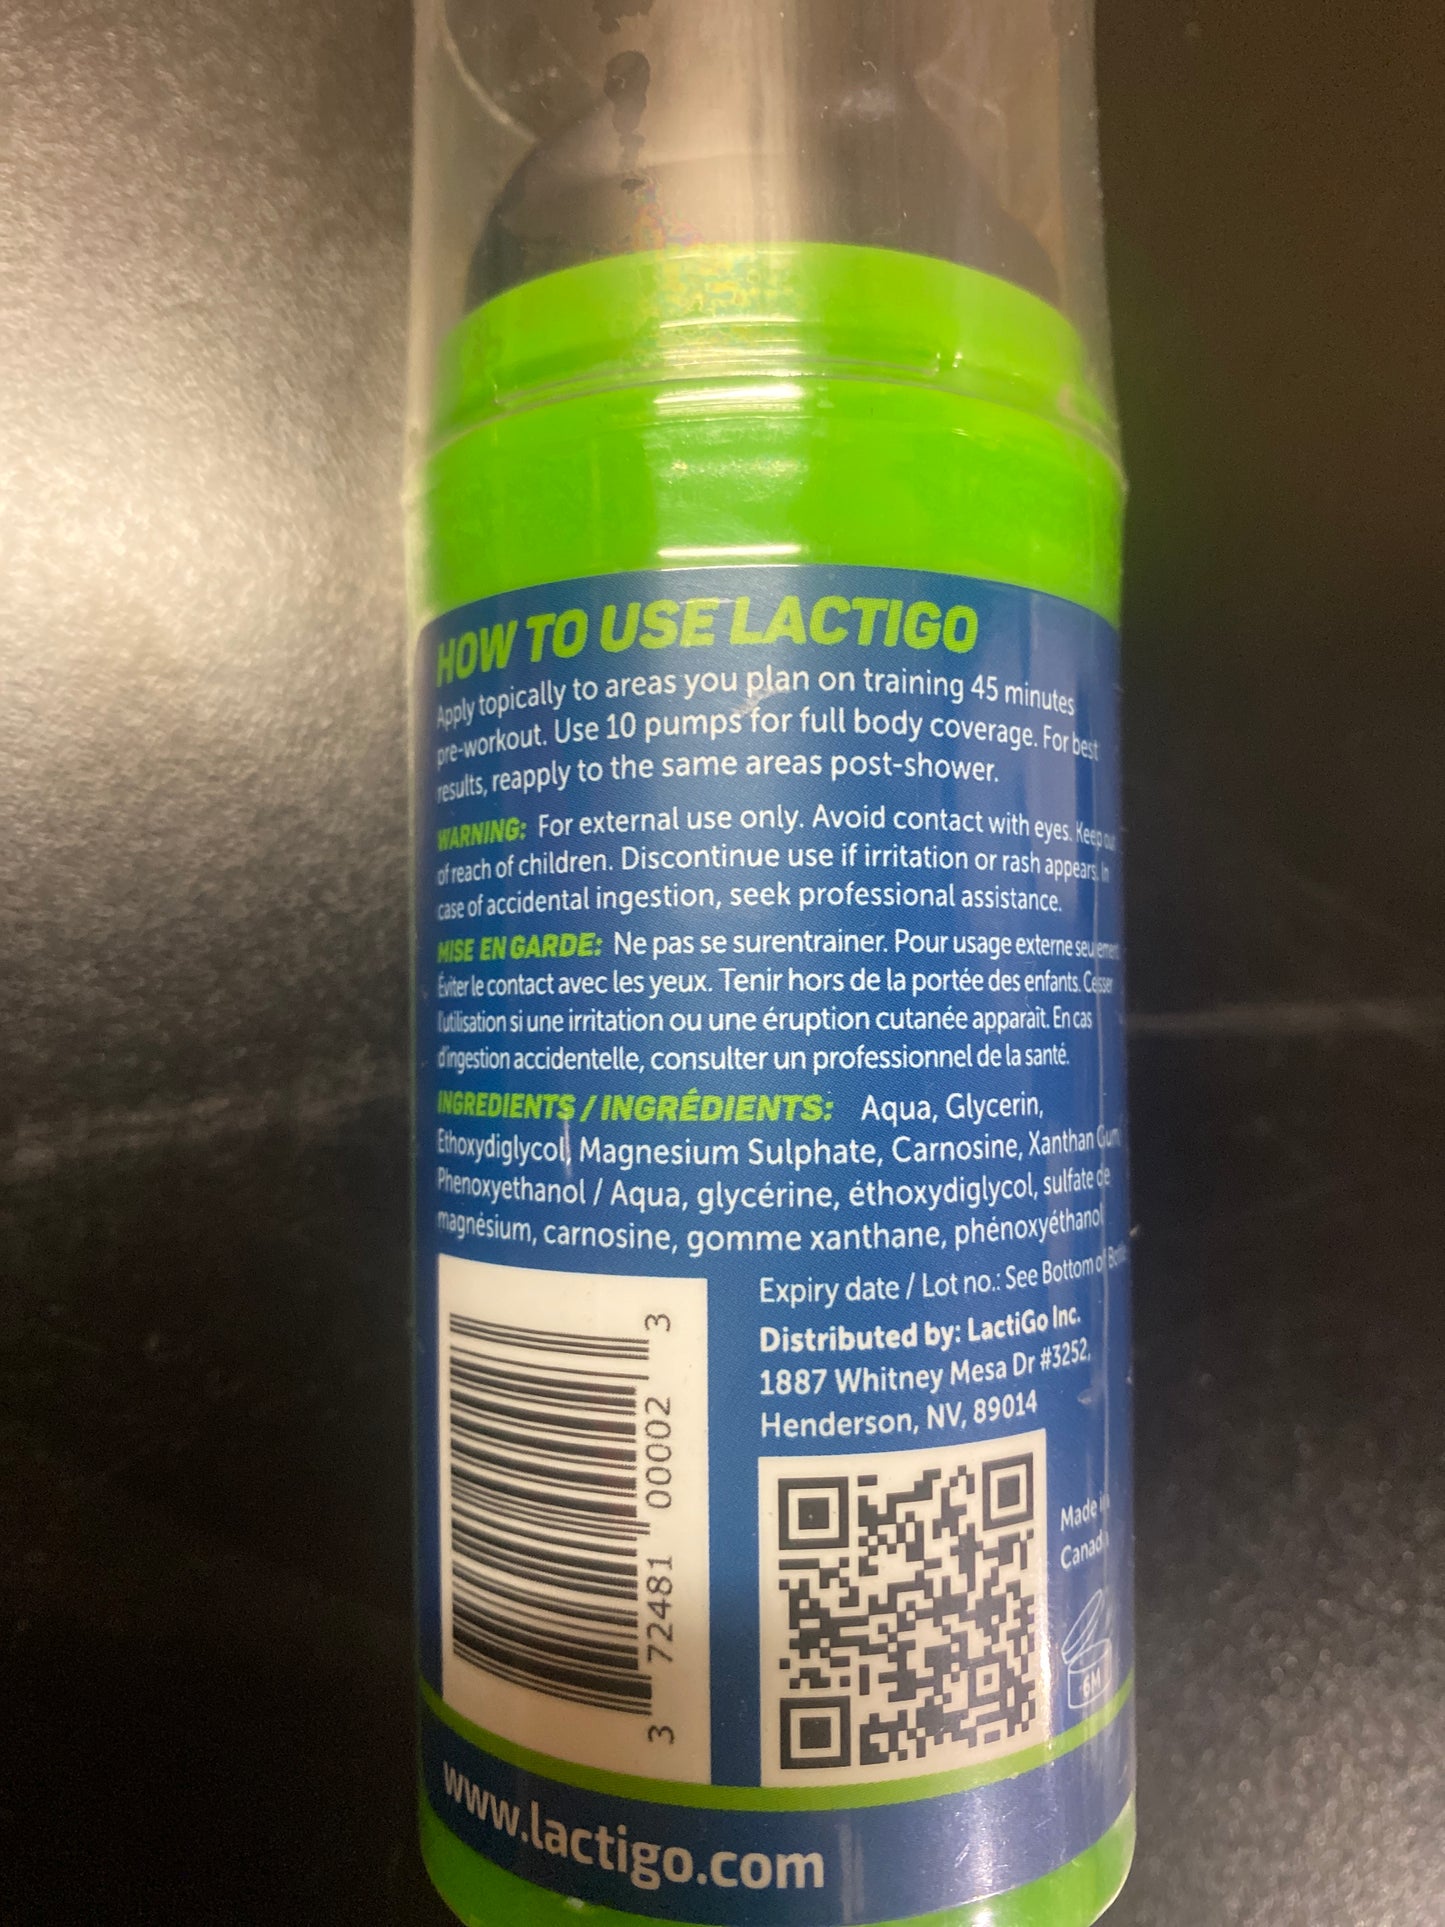 HOW TO USE LACTIGO
Apply topically to areas you plan on training 45 minutes
pre-workout. Use 10 pumps for full body coverage. For best
results, reapply to the same areas post-shower.
WARNING: For external use only. Avoid contact with eyes. Keep out
of reach of children. Discontinue use if irritation or rash appears. In
case of accidental ingestion, seek professional assistance.
MISE EN GARDE: Ne pas se surentrainer. Pour usage externe seulement
Éviter le contact avec les yeux. Tenir hors de la portée des enfants. Cesser
l'utilisation si une irritation ou une éruption cutanée apparaît. En cas
d'ingestion accidentelle, consulter un professionnel de la santé.
INGREDIENTS / INGRÉDIENTS: Aqua, Glycerin,
Ethoxydiglycol, Magnesium Sulphate, Carnosine, Xanthan Gum,
Phenoxyethanol / Aqua, glycérine, éthoxydiglycol, sulfate de
magnésium, carnosine, gomme xanthane, phénoxyéthanol
Expiry date / Lot no.: See Bottom of Bottle
Distributed by: LactiGo Inc.
1887 Whitney Mesa Dr #3252,
Henderson, NV, 89014
3 72481 00002 3
Made in
Canada
6M
www.lactigo.com